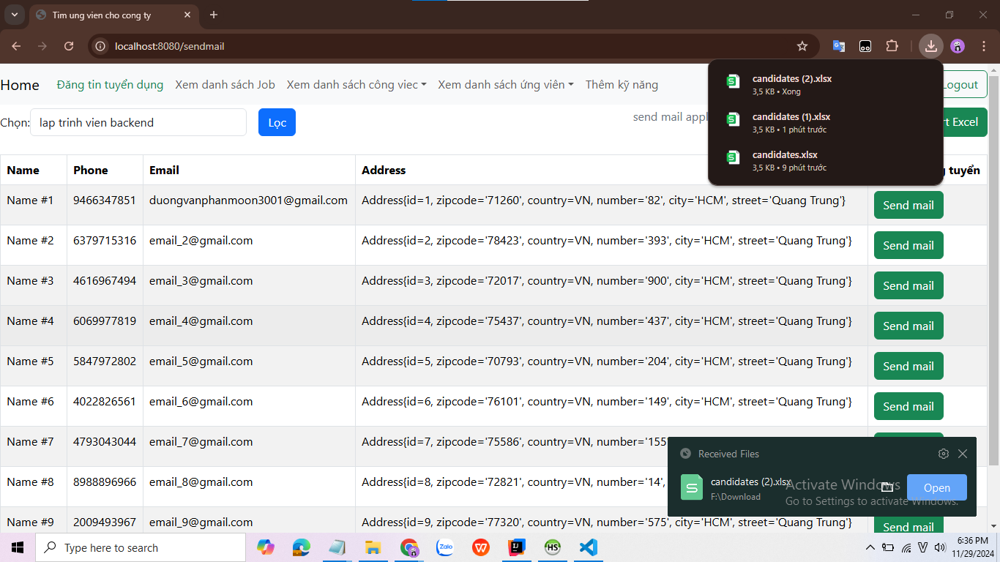 Tim ung vien cho cong ty
localhost:8080/sendmail
candidates (2).xlsx
3,5 KB • Xong
candidates (1).xlsx
3,5 KB • 1 phút trước
candidates.xlsx
3,5 KB • 9 phút trước
Home Đăng tin tuyển dụng Xem danh sách Job Xem danh sách công viec Xem danh sách ứng viên Thêm kỹ năng Logout
Chọn: lap trinh vien backend Lọc send mail appl rt Excel
Name Phone Email Address tuyển
Name #1 9466347851 duongvanphanmoon3001@gmail.com Address{id=1, zipcode='71260', country=VN, number='82', city='HCM', street='Quang Trung'} Send mail
Name #2 6379715316 email_2@gmail.com Address{id=2, zipcode='78423', country=VN, number='393', city='HCM', street='Quang Trung'} Send mail
Name #3 4616967494 email_3@gmail.com Address{id=3, zipcode='72017', country=VN, number='900', city='HCM', street='Quang Trung'} Send mail
Name #4 6069977819 email_4@gmail.com Address{id=4, zipcode='75437', country=VN, number='437', city='HCM', street='Quang Trung'} Send mail
Name #5 5847972802 email_5@gmail.com Address{id=5, zipcode='70793', country=VN, number='204', city='HCM', street='Quang Trung'} Send mail
Name #6 4022826561 email_6@gmail.com Address{id=6, zipcode='76101', country=VN, number='149', city='HCM', street='Quang Trung'} Send mail
Name #7 4793043044 email_7@gmail.com Address{id=7, zipcode='75586', country=VN, number='155'
Name #8 8988896966 email_8@gmail.com Address{id=8, zipcode='72821', country=VN, number='14',
Name #9 2009493967 email_9@gmail.com Address{id=9, zipcode='77320', country=VN, number='575', city='HCM', street='Quang Trung'} Send mail
Received Files
candidates (2).xlsx
F:\Download
Open
Activate Windows
Go to Settings to activate Windows.
Type here to search
Zalo
HS
6:36 PM
11/29/2024